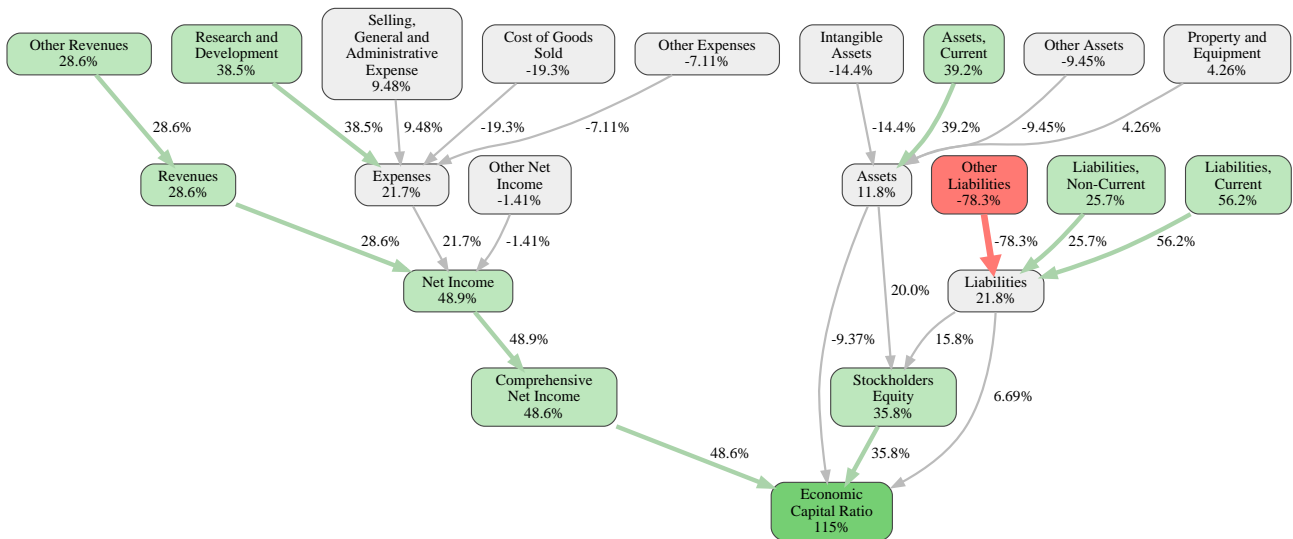 Other Revenues
28.6%
Research and
Development
38.5%
Selling,
General and
Administrative
Expense
9.48%
Cost of Goods
Sold
-19.3%
Other Expenses
-7.11%
Intangible
Assets
-14.4%
Assets,
Current
39.2%
Other Assets
-9.45%
Property and
Equipment
4.26%
28.6%
38.5%
9.48%
-19.3%
-7.11%
-14.4%
39.2%
-9.45%
4.26%
Revenues
28.6%
Expenses
21.7%
Other Net
Income
-1.41%
Assets
11.8%
Other
Liabilities
-78.3%
Liabilities,
Non-Current
25.7%
Liabilities,
Current
56.2%
28.6%
21.7%
-1.41%
-78.3%
25.7%
56.2%
Net Income
48.9%
20.0%
Liabilities
21.8%
48.9%
-9.37%
15.8%
Comprehensive
Net Income
48.6%
Stockholders
Equity
35.8%
6.69%
48.6%
35.8%
Economic
Capital Ratio
115%